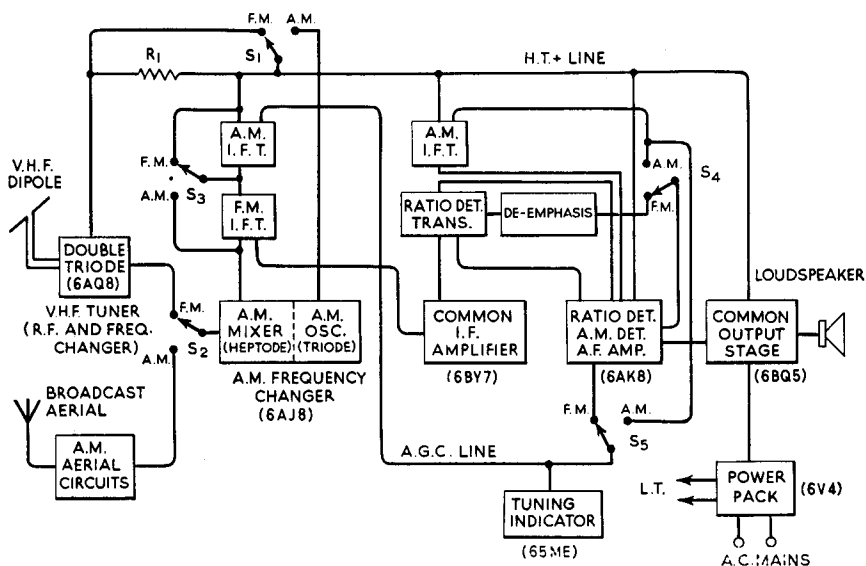 F.M.
A.M.
S1
R1
H.T.+ LINE
A.M.
I.F.T.
A.M.
I.F.T.
F.M.
S3
A.M.
A.M.
S4
F.M.
V.H.F.
DIPOLE
F.M.
I.F.T.
RATIO DET.
TRANS.
DE-EMPHASIS
DOUBLE
TRIODE
(6AQ8)
V.H.F. TUNER
(R.F. AND FREQ.
CHANGER)
F.M.
S2
A.M.
A.M.
MIXER
(HEPTODE)
A.M.
OSC.
(TRIODE)
A.M. FREQUENCY
CHANGER
(6AJ8)
COMMON
I.F.
AMPLIFIER
(6BY7)
RATIO DET.
A.M. DET.
A.F. AMP.
(6AK8)
LOUDSPEAKER
COMMON
OUTPUT
STAGE
(6BQ5)
BROADCAST
AERIAL
A.M.
AERIAL
CIRCUITS
F.M.
A.M.
S5
A.G.C. LINE
TUNING
INDICATOR
(65ME)
L.T.
POWER
PACK
(6V4)
A.C. MAINS